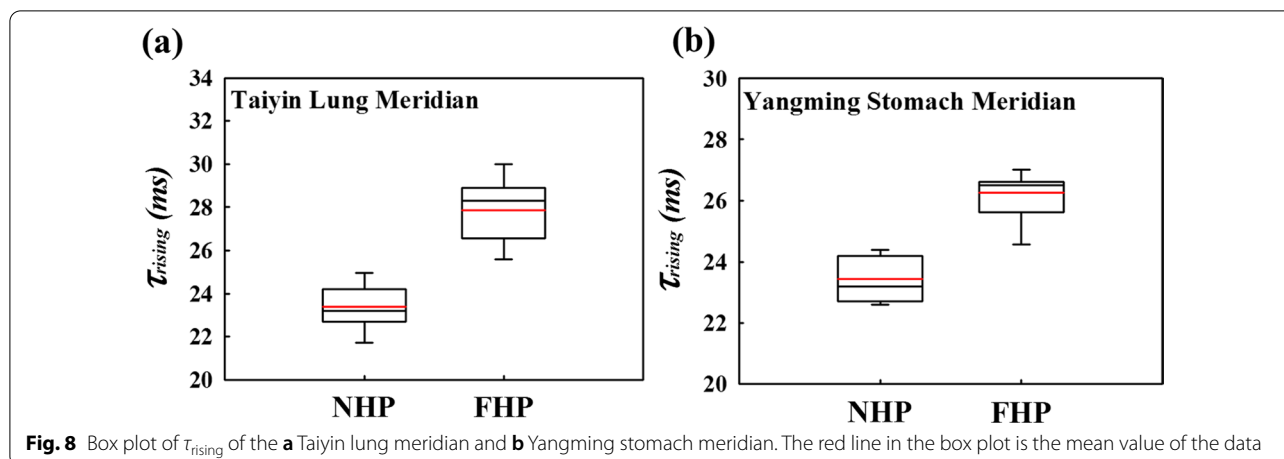 (a)
Taiyin Lung Meridian
τrising (ms)
34
32
30
28
26
24
22
20
NHP FHP
(b)
Yangming Stomach Meridian
τrising (ms)
30
28
26
24
22
20
NHP FHP
Fig. 8 Box plot of τrising of the a Taiyin lung meridian and b Yangming stomach meridian. The red line in the box plot is the mean value of the data